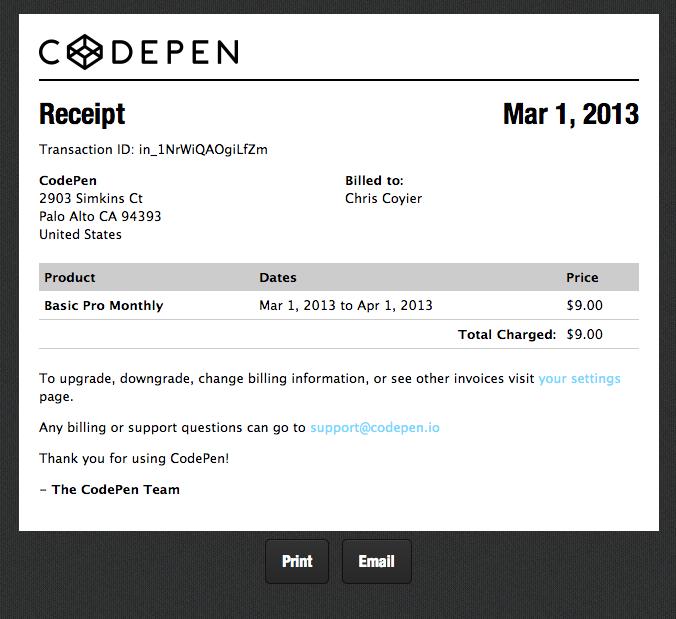 CODEPEN
Receipt Mar 1, 2013
Transaction ID: in_1NrWiQAOgiLfZm
CodePen Billed to:
2903 Simkins Ct Chris Coyier
Palo Alto CA 94393
United States
Product Dates Price
Basic Pro Monthly Mar 1, 2013 to Apr 1, 2013 $9.00
Total Charged: $9.00
To upgrade, downgrade, change billing information, or see other invoices visit your settings
page.
Any billing or support questions can go to support@codepen.io
Thank you for using CodePen!
– The CodePen Team
Print Email